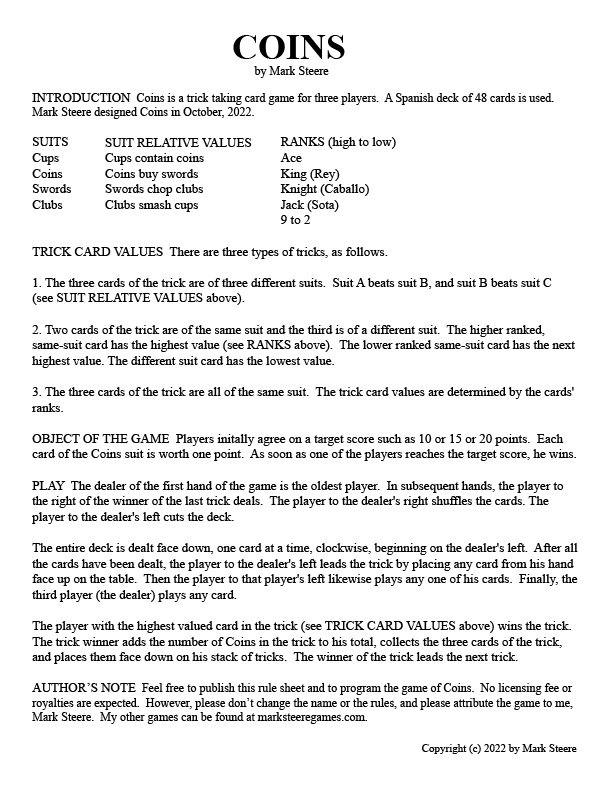 COINS
by Mark Steere
INTRODUCTION Coins is a trick taking card game for three players. A Spanish deck of 48 cards is used.
Mark Steere designed Coins in October, 2022.
SUITS SUIT RELATIVE VALUES RANKS (high to low)
Cups Cups contain coins Ace
Coins Coins buy swords King (Rey)
Swords Swords chop clubs Knight (Caballo)
Clubs Clubs smash cups Jack (Sota)
9 to 2
TRICK CARD VALUES There are three types of tricks, as follows.
1. The three cards of the trick are of three different suits. Suit A beats suit B, and suit B beats suit C
(see SUIT RELATIVE VALUES above).
2. Two cards of the trick are of the same suit and the third is of a different suit. The higher ranked,
same-suit card has the highest value (see RANKS above). The lower ranked same-suit card has the next
highest value. The different suit card has the lowest value.
3. The three cards of the trick are all of the same suit. The trick card values are determined by the cards'
ranks.
OBJECT OF THE GAME Players initally agree on a target score such as 10 or 15 or 20 points. Each
card of the Coins suit is worth one point. As soon as one of the players reaches the target score, he wins.
PLAY The dealer of the first hand of the game is the oldest player. In subsequent hands, the player to
the right of the winner of the last trick deals. The player to the dealer's right shuffles the cards. The
player to the dealer's left cuts the deck.
The entire deck is dealt face down, one card at a time, clockwise, beginning on the dealer's left. After all
the cards have been dealt, the player to the dealer's left leads the trick by placing any card from his hand
face up on the table. Then the player to that player's left likewise plays any one of his cards. Finally, the
third player (the dealer) plays any card.
The player with the highest valued card in the trick (see TRICK CARD VALUES above) wins the trick.
The trick winner adds the number of Coins in the trick to his total, collects the three cards of the trick,
and places them face down on his stack of tricks. The winner of the trick leads the next trick.
AUTHOR’S NOTE Feel free to publish this rule sheet and to program the game of Coins. No licensing fee or
royalties are expected. However, please don’t change the name or the rules, and please attribute the game to me,
Mark Steere. My other games can be found at marksteeregames.com.
Copyright (c) 2022 by Mark Steere